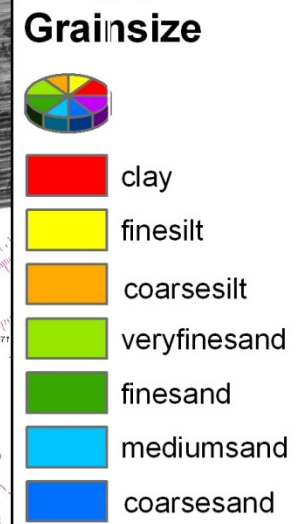 Grainsize
clay
finesilt
coarsesilt
veryfinesand
finesand
mediumsand
coarsesand